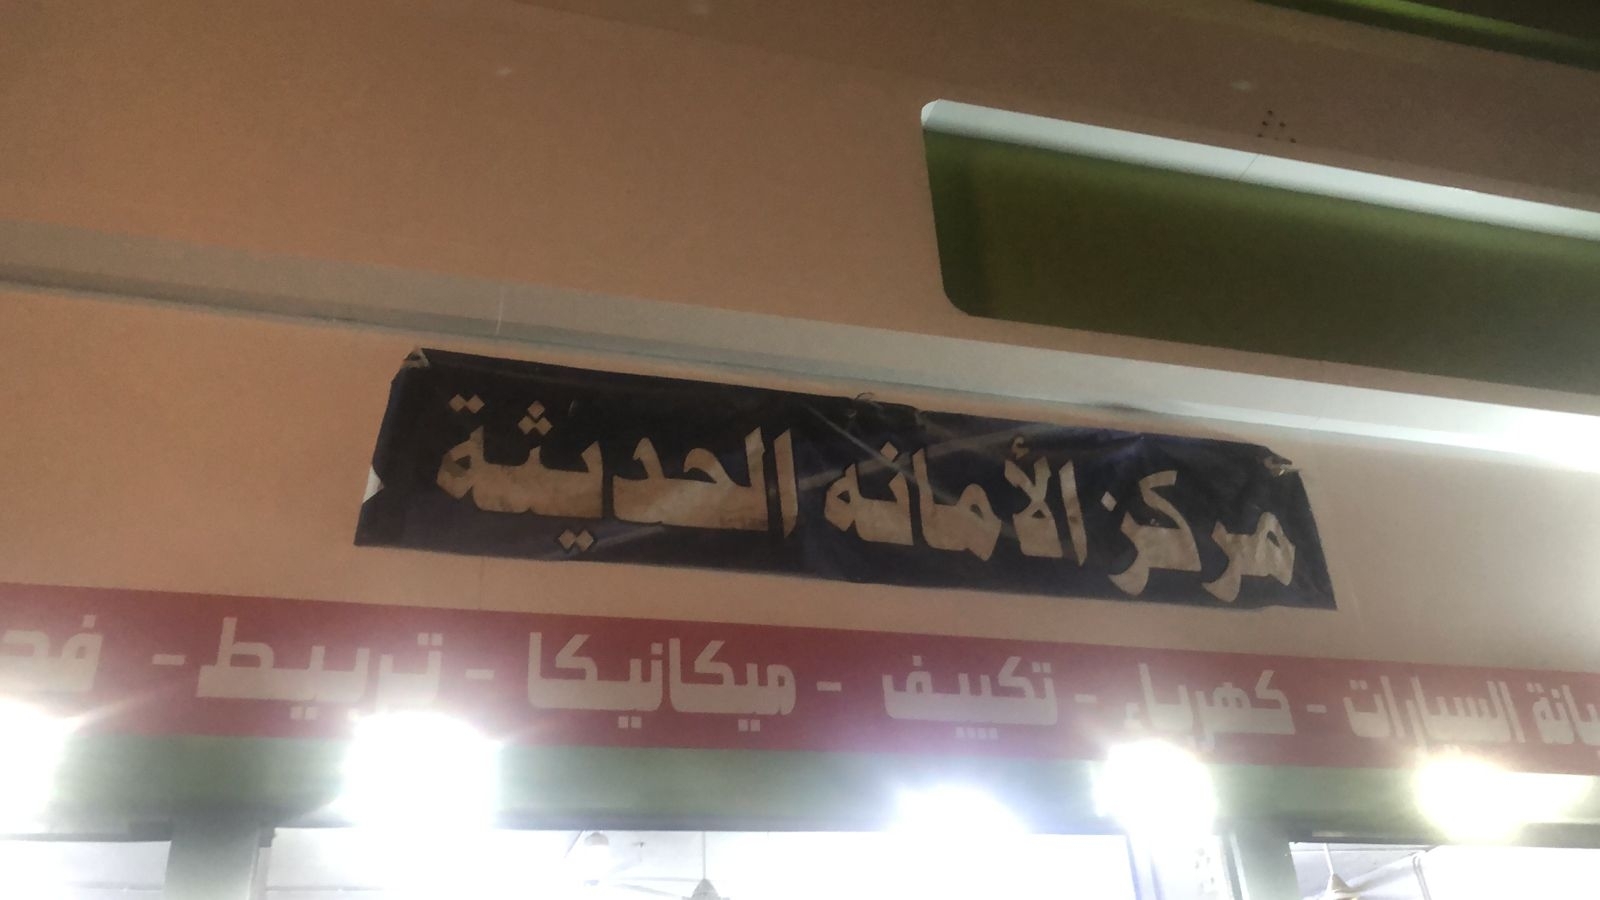 مركز الأمانه الحديثة
السيارات - كهرباء - تكييف - ميكانيكا - تربيط -